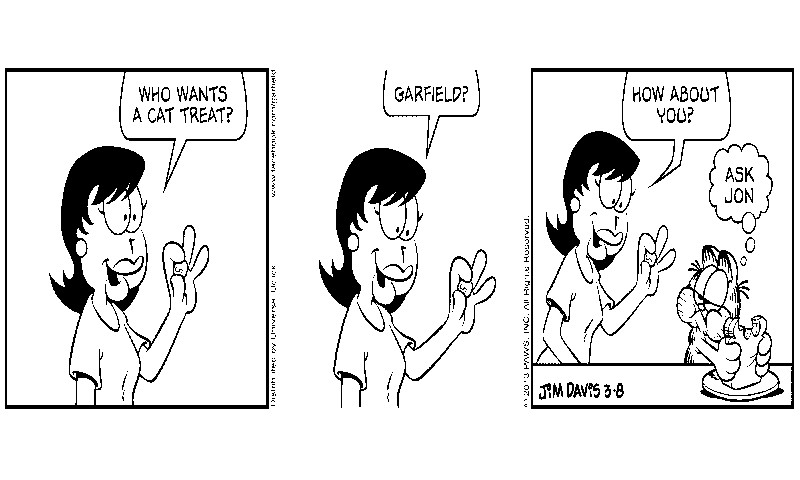 WHO WANTS
A CAT TREAT?
GARFIELD?
HOW ABOUT
YOU?
ASK
JON
JIM DAVIS 3-8
© 2013 PAWS, INC. All Rights Reserved.